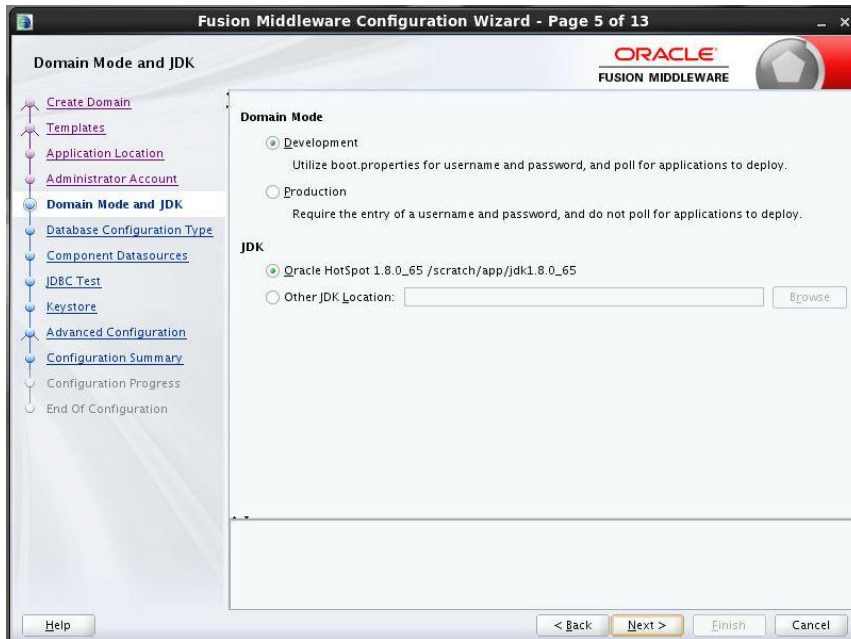 Fusion Middleware Configuration Wizard - Page 5 of 13
Domain Mode and JDK
ORACLE
FUSION MIDDLEWARE
Create Domain
Templates
Application Location
Administrator Account
Domain Mode and JDK
Database Configuration Type
Component Datasources
JDBC Test
Keystore
Advanced Configuration
Configuration Summary
Configuration Progress
End Of Configuration
Domain Mode
Development
Utilize boot.properties for username and password, and poll for applications to deploy.
Production
Require the entry of a username and password, and do not poll for applications to deploy.
JDK
Oracle HotSpot 1.8.0_65 /scratch/app/jdk1.8.0_65
Other JDK Location:
Browse
Help
< Back
Next >
Finish
Cancel